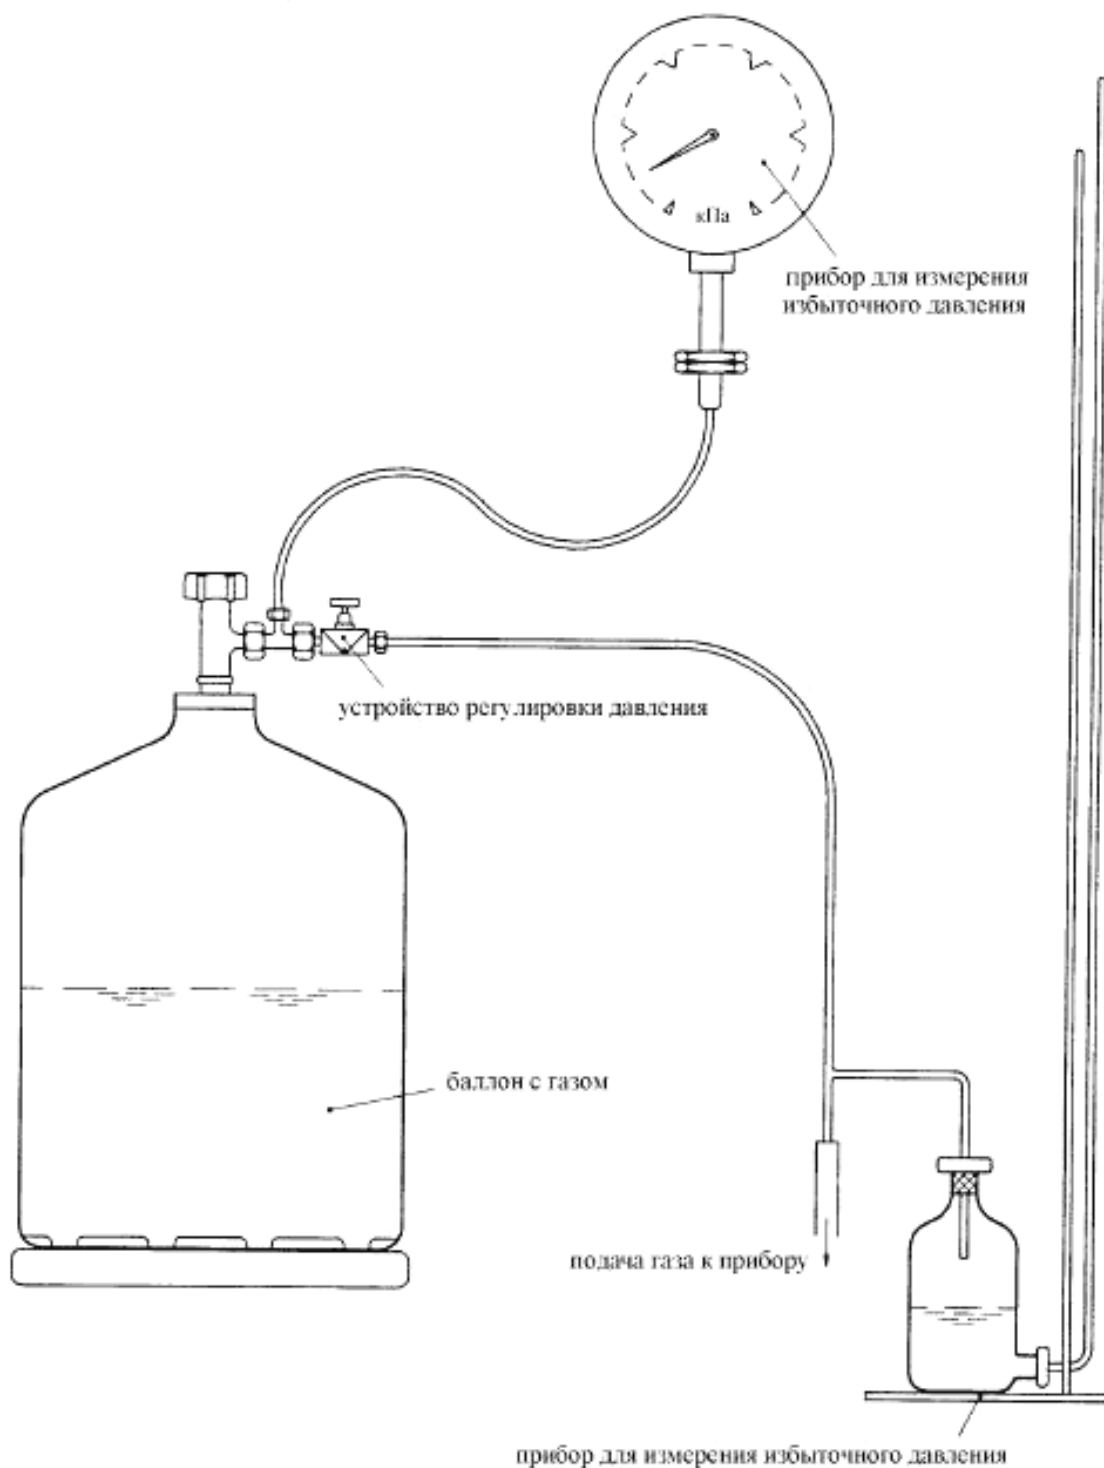 кПа
прибор для измерения
избыточного давления
устройство регулировки давления
баллон с газом
подача газа к прибору
прибор для измерения избыточного давления